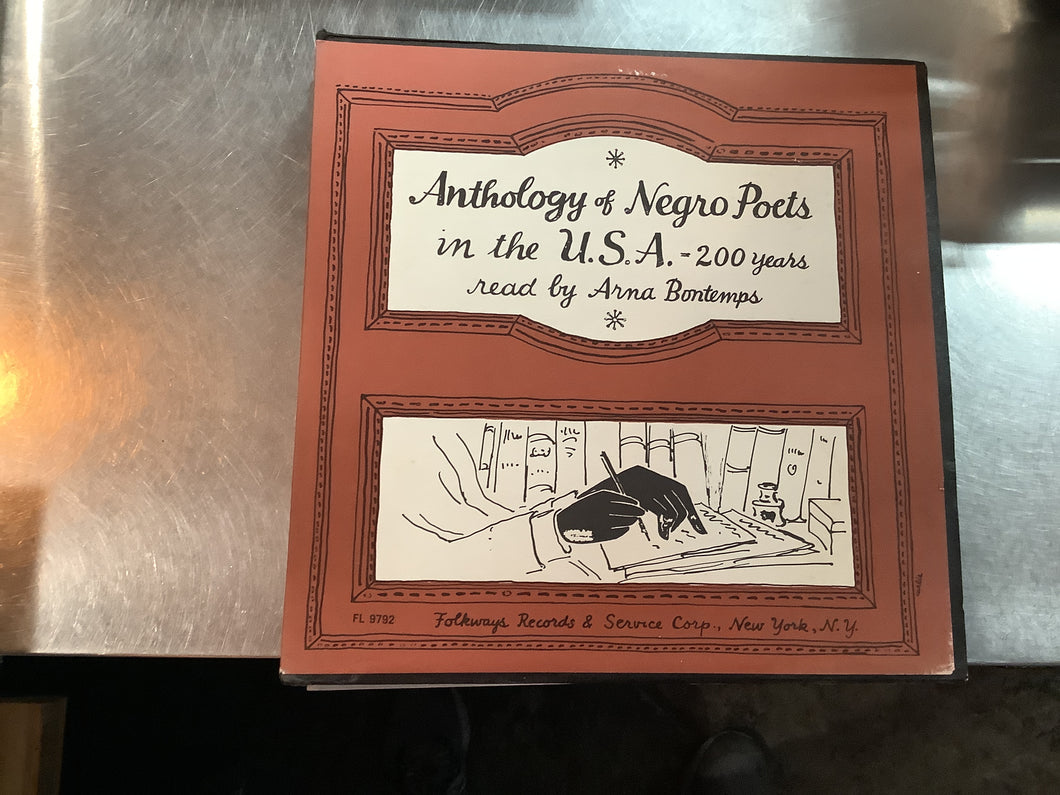 Anthology of Negro Poets
in the U.S.A. - 200 years
read by Arna Bontemps
FL 9792
Folkways Records & Service Corp., New York, N.Y.